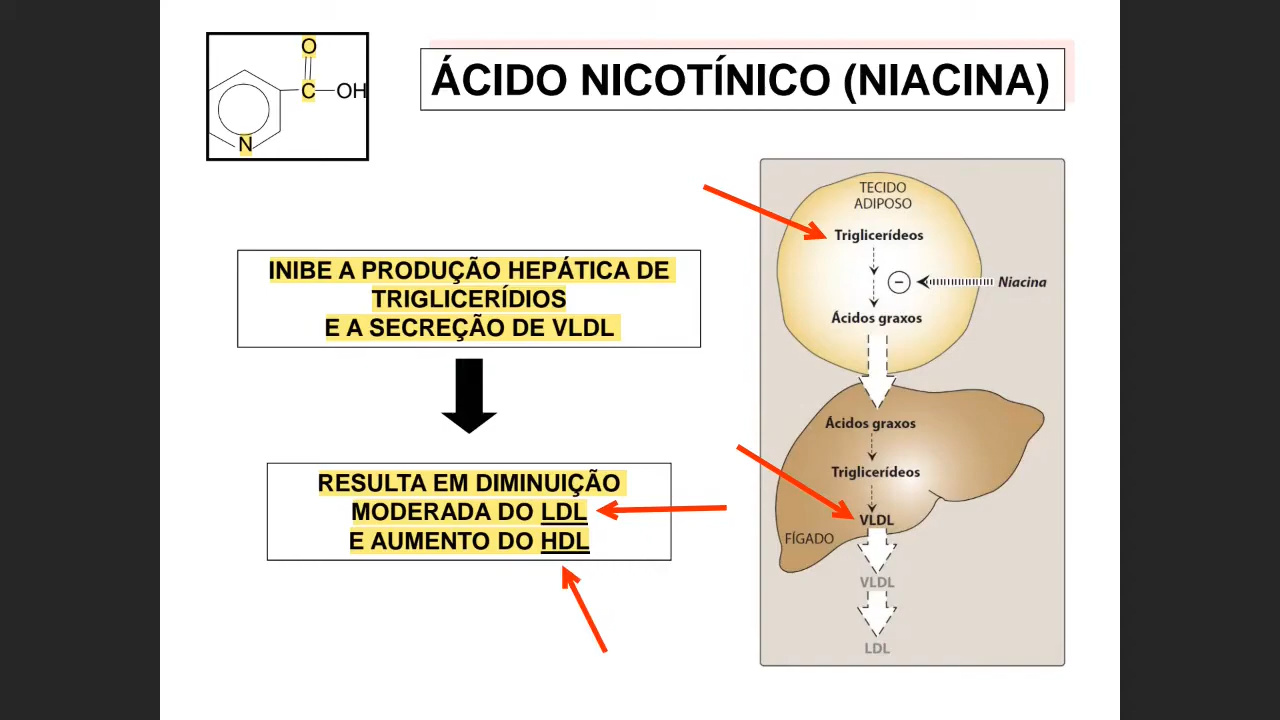 O
C
OH
N
ÁCIDO NICOTÍNICO (NIACINA)
INIBE A PRODUÇÃO HEPÁTICA DE
TRIGLICERÍDIOS
E A SECREÇÃO DE VLDL
RESULTA EM DIMINUIÇÃO
MODERADA DO LDL
E AUMENTO DO HDL
TECIDO
ADIPOSO
Triglicerídeos
−
Niacina
Ácidos graxos
Ácidos graxos
Triglicerídeos
VLDL
FÍGADO
VLDL
LDL